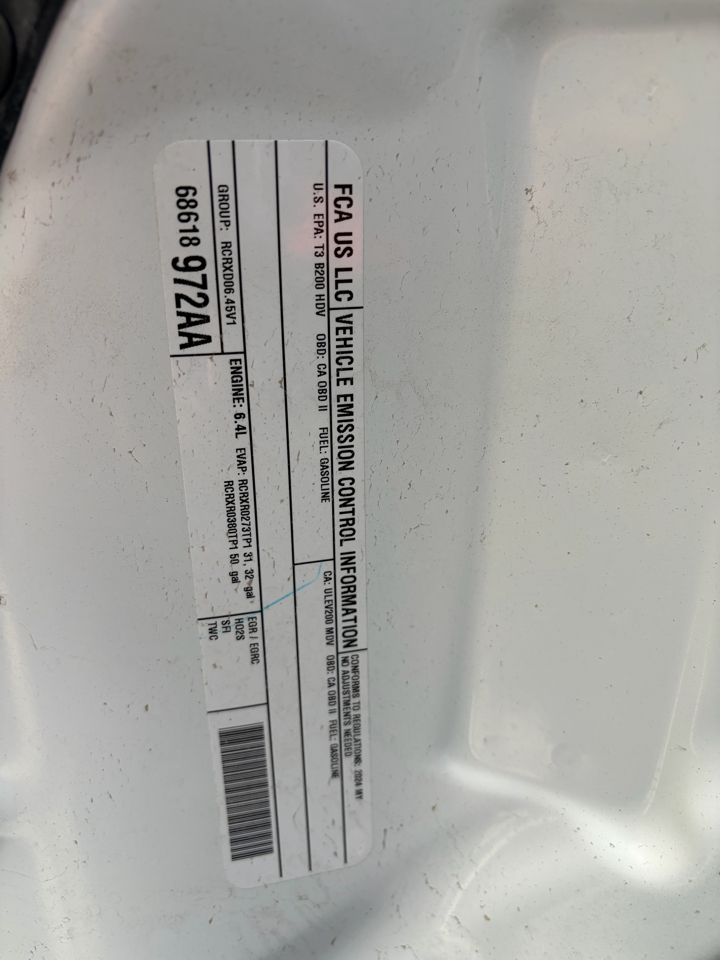 FCA US LLC
VEHICLE EMISSION CONTROL INFORMATION
CONFORMS TO REGULATIONS: 2024 MY
NO ADJUSTMENTS NEEDED
U.S. EPA: T3 B200 HDV OBD: CA OBD II FUEL: GASOLINE
CA: ULEV200 MDV OBD: CA OBD II FUEL: GASOLINE
GROUP: RCRXD06.45V1
ENGINE: 6.4L EVAP: RCRXR0273TP1 31, 32 gal
RCRXR0380TP1 50. gal
EGR / EGRC
HO2S
SFI
TWC
68618 972AA